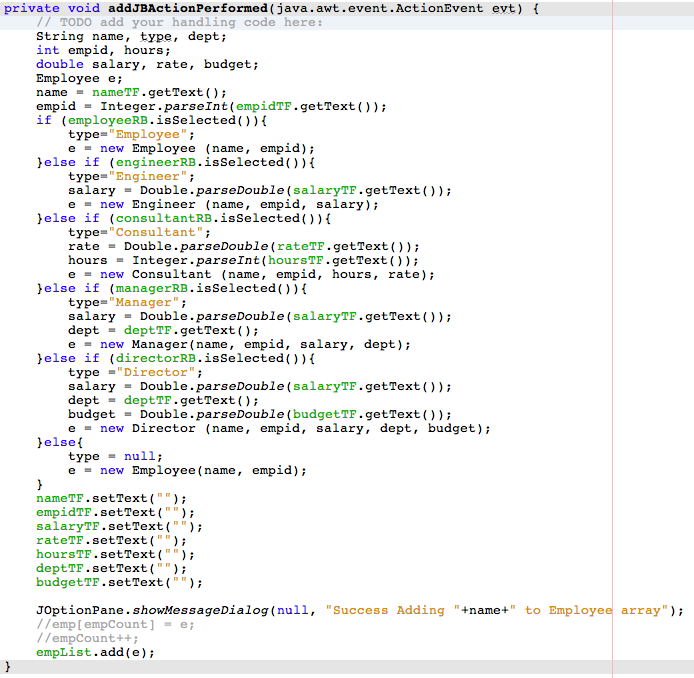 private void addJBActionPerformed(java.awt.event.ActionEvent evt) {
    // TODO add your handling code here:
    String name, type, dept;
    int empid, hours;
    double salary, rate, budget;
    Employee e;
    name = nameTF.getText();
    empid = Integer.parseInt(empidTF.getText());
    if (employeeRB.isSelected()){
        type="Employee";
        e = new Employee (name, empid);
    }else if (engineerRB.isSelected()){
        type="Engineer";
        salary = Double.parseDouble(salaryTF.getText());
        e = new Engineer (name, empid, salary);
    }else if (consultantRB.isSelected()){
        type="Consultant";
        rate = Double.parseDouble(rateTF.getText());
        hours = Integer.parseInt(hoursTF.getText());
        e = new Consultant (name, empid, hours, rate);
    }else if (managerRB.isSelected()){
        type="Manager";
        salary = Double.parseDouble(salaryTF.getText());
        dept = deptTF.getText();
        e = new Manager(name, empid, salary, dept);
    }else if (directorRB.isSelected()){
        type ="Director";
        salary = Double.parseDouble(salaryTF.getText());
        dept = deptTF.getText();
        budget = Double.parseDouble(budgetTF.getText());
        e = new Director (name, empid, salary, dept, budget);
    }else{
        type = null;
        e = new Employee(name, empid);
    }
    nameTF.setText("");
    empidTF.setText("");
    salaryTF.setText("");
    rateTF.setText("");
    hoursTF.setText("");
    deptTF.setText("");
    budgetTF.setText("");

    JOptionPane.showMessageDialog(null, "Success Adding "+name+" to Employee array");
    //emp[empCount] = e;
    //empCount++;
    empList.add(e);
}